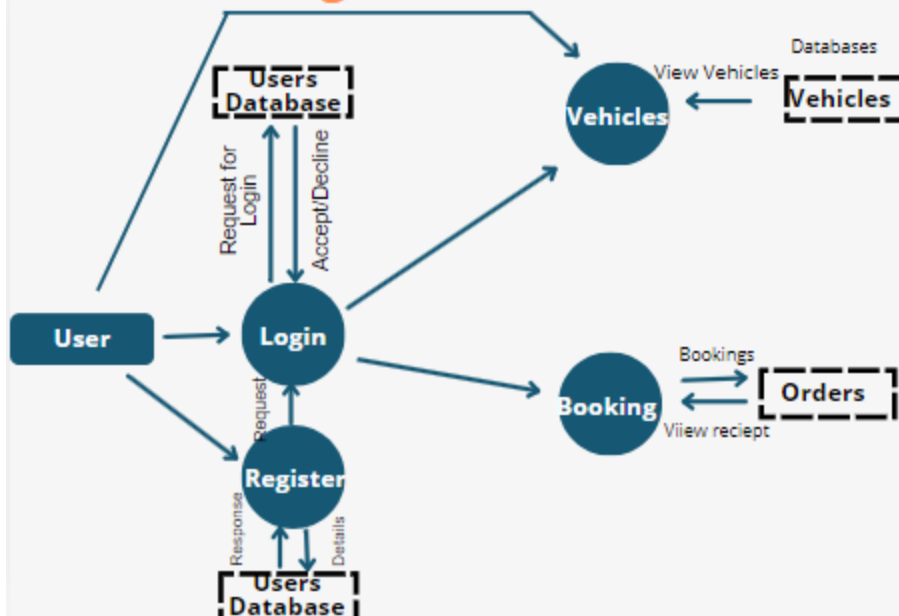 Databases
View Vehicles
Vehicles
Vehicles
Users
Database
Request for
Login
Accept/Decline
User
Login
Bookings
Booking
Orders
Viiew reciept
Request
Register
Response
Details
Users
Database